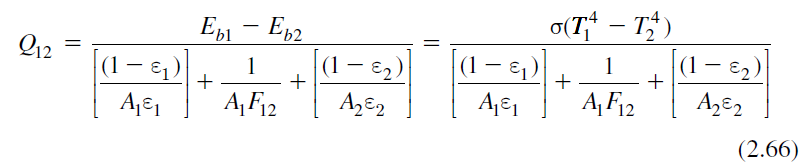 Q₁₂ = (E_b1 − E_b2) / ([(1 − ε₁) / A₁ε₁] + 1 / A₁F₁₂ + [(1 − ε₂) / A₂ε₂]) = σ(T₁⁴ − T₂⁴) / ([(1 − ε₁) / A₁ε₁] + 1 / A₁F₁₂ + [(1 − ε₂) / A₂ε₂])
(2.66)